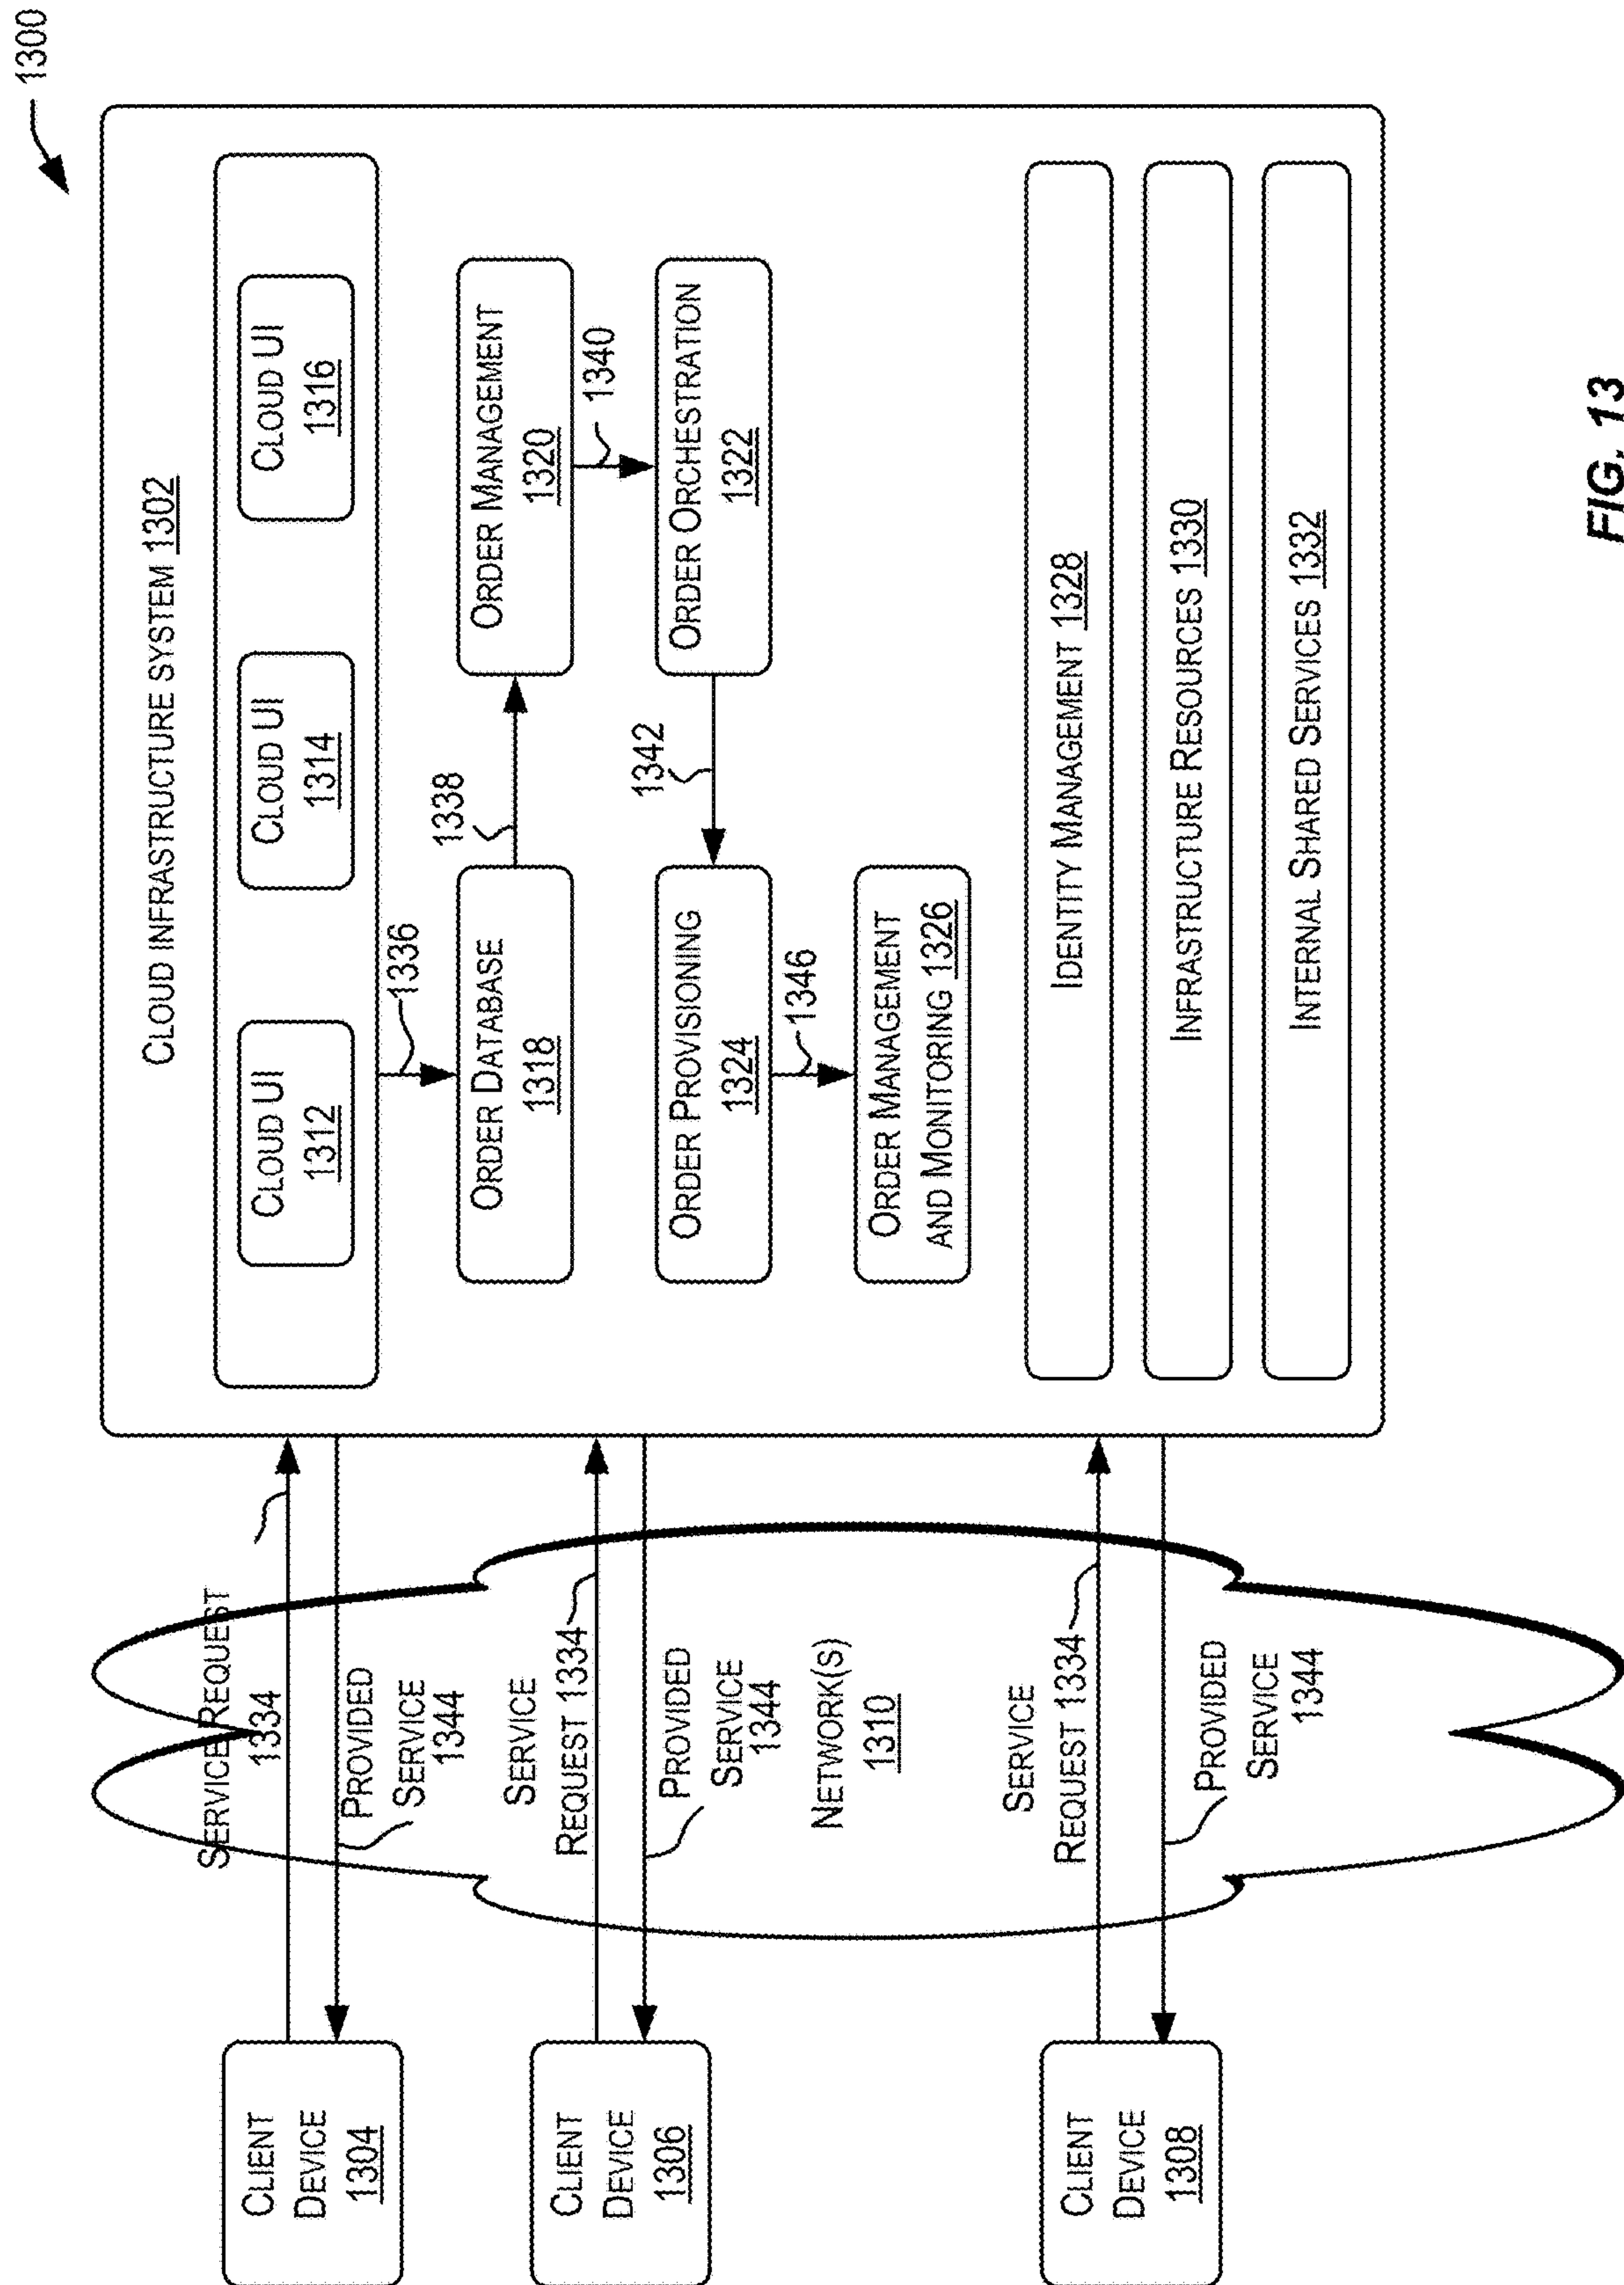 1300
CLOUD INFRASTRUCTURE SYSTEM 1302
CLOUD UI
1312
CLOUD UI
1314
CLOUD UI
1316
1336
ORDER DATABASE
1318
1338
ORDER MANAGEMENT
1320
1340
ORDER ORCHESTRATION
1322
1342
ORDER PROVISIONING
1324
1346
ORDER MANAGEMENT
AND MONITORING 1326
IDENTITY MANAGEMENT 1328
INFRASTRUCTURE RESOURCES 1330
INTERNAL SHARED SERVICES 1332
CLIENT
DEVICE
1304
SERVICE REQUEST
1334
PROVIDED
SERVICE
1344
CLIENT
DEVICE
1306
SERVICE
REQUEST 1334
PROVIDED
SERVICE
1344
NETWORK(S)
1310
CLIENT
DEVICE
1308
SERVICE
REQUEST 1334
PROVIDED
SERVICE
1344
FIG. 13